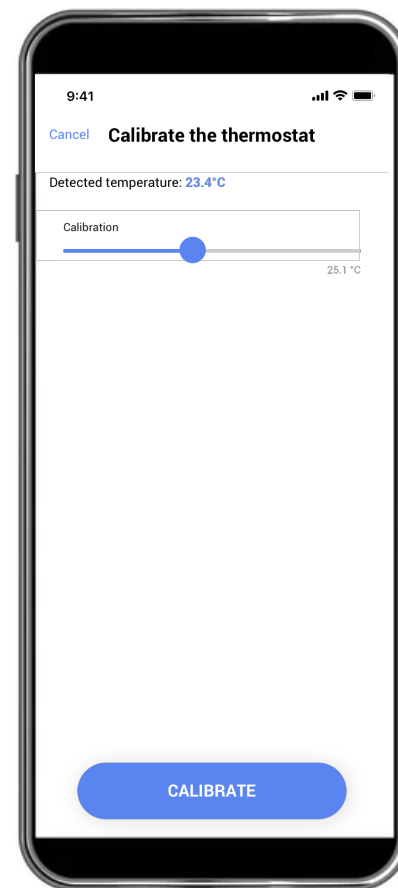 9:41
Cancel Calibrate the thermostat
Detected temperature: 23.4°C
Calibration
25.1 °C
CALIBRATE